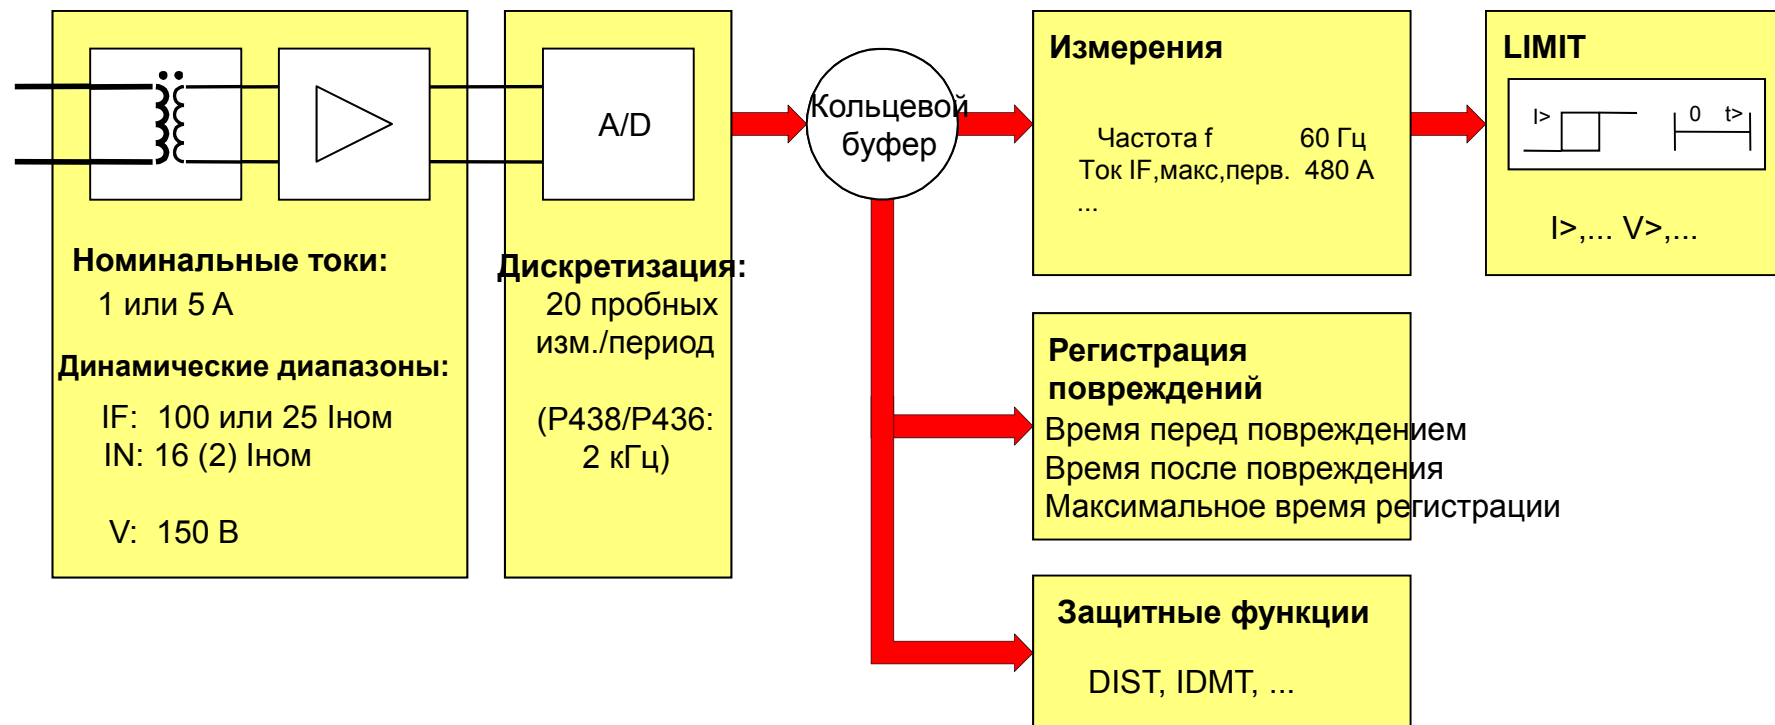 Номинальные токи:
1 или 5 А
Динамические диапазоны:
IF: 100 или 25 Iном
IN: 16 (2) Iном
V: 150 В
A/D
Дискретизация:
20 пробных
изм./период
(P438/P436:
2 кГц)
Кольцевой
буфер
Измерения
Частота f 60 Гц
Ток IF,макс,перв. 480 А
...
LIMIT
I> 0 t>
I>,... V>,...
Регистрация
повреждений
Время перед повреждением
Время после повреждения
Максимальное время регистрации
Защитные функции
DIST, IDMT, ...